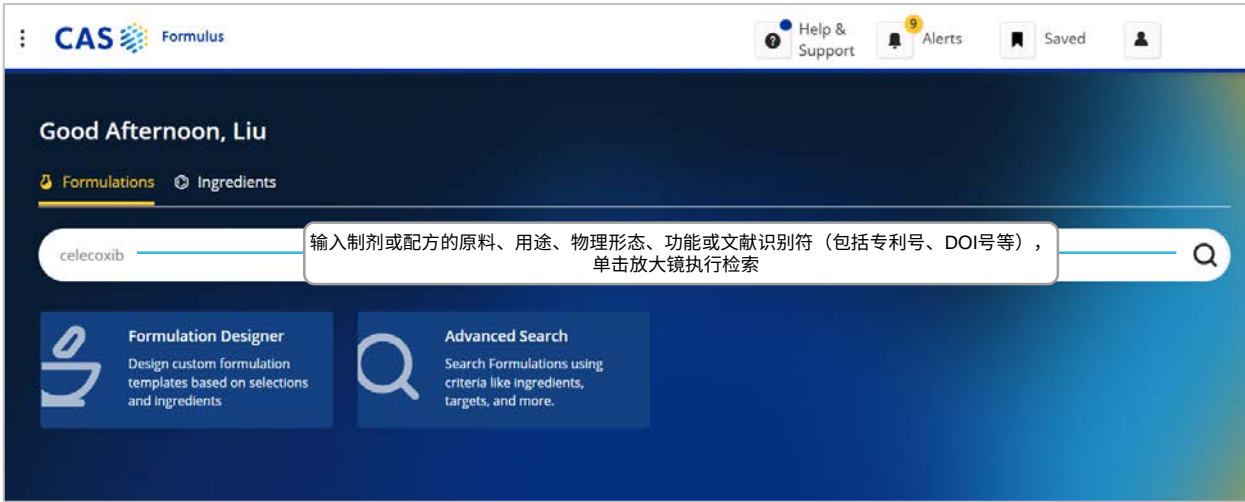 CAS Formulus
Help &
Support
9
Alerts
Saved
Good Afternoon, Liu
Formulations Ingredients
celecoxib
输入制剂或配方的原料、用途、物理形态、功能或文献识别符（包括专利号、DOI号等），
单击放大镜执行检索
Formulation Designer
Design custom formulation
templates based on selections
and ingredients
Advanced Search
Search Formulations using
criteria like ingredients,
targets, and more.